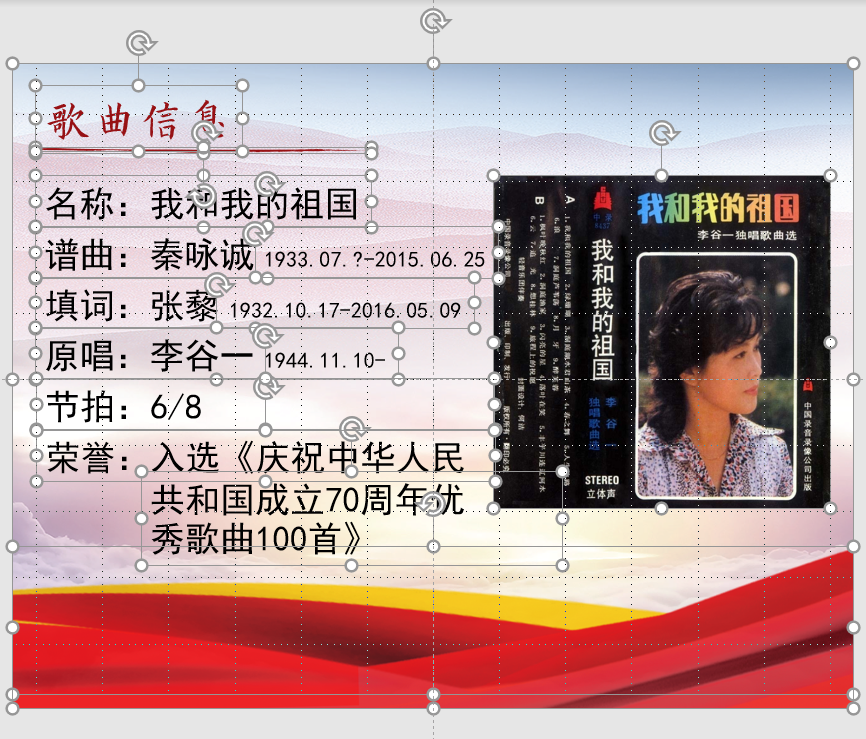 歌曲信息
名称：我和我的祖国
谱曲：秦咏诚 1933.07.?-2015.06.25
填词：张藜 1932.10.17-2016.05.09
原唱：李谷一 1944.11.10-
节拍：6/8
荣誉：入选《庆祝中华人民
共和国成立70周年优
秀歌曲100首》
我和我的祖国
李谷一独唱歌曲选
我和我的祖国
李谷一
独唱歌曲选
STEREO
立体声
中国录音录像公司出版
B
A